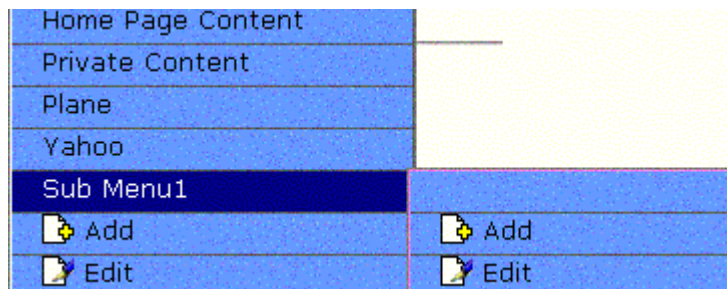 Home Page Content
Private Content
Plane
Yahoo
Sub Menu1
Add
Add
Edit
Edit